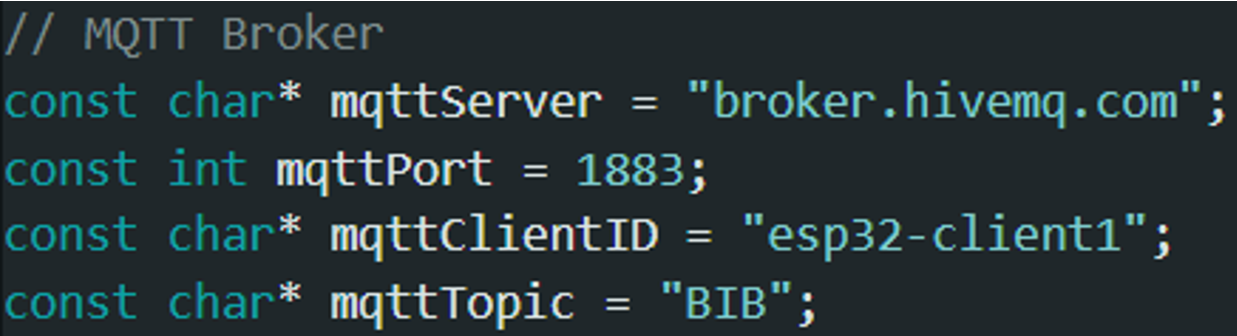 // MQTT Broker
const char* mqttServer = "broker.hivemq.com";
const int mqttPort = 1883;
const char* mqttClientID = "esp32-client1";
const char* mqttTopic = "BIB";